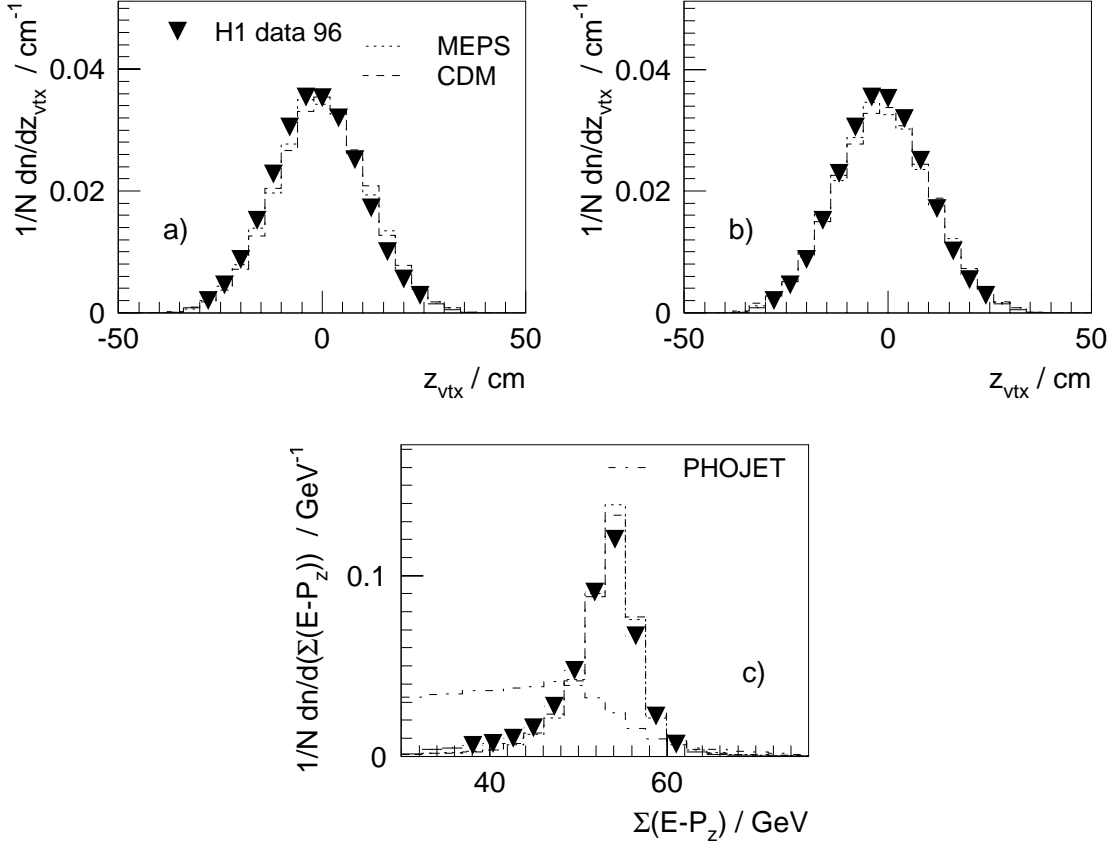 1/N dn/dz_vtx / cm^-1
H1 data 96
MEPS
CDM
0.04
0.02
0
a)
-50
0
50
z_vtx / cm
1/N dn/dz_vtx / cm^-1
0.04
0.02
0
b)
-50
0
50
z_vtx / cm
1/N dn/d(Σ(E-P_z)) / GeV^-1
PHOJET
0.1
0
c)
40
60
Σ(E-P_z) / GeV